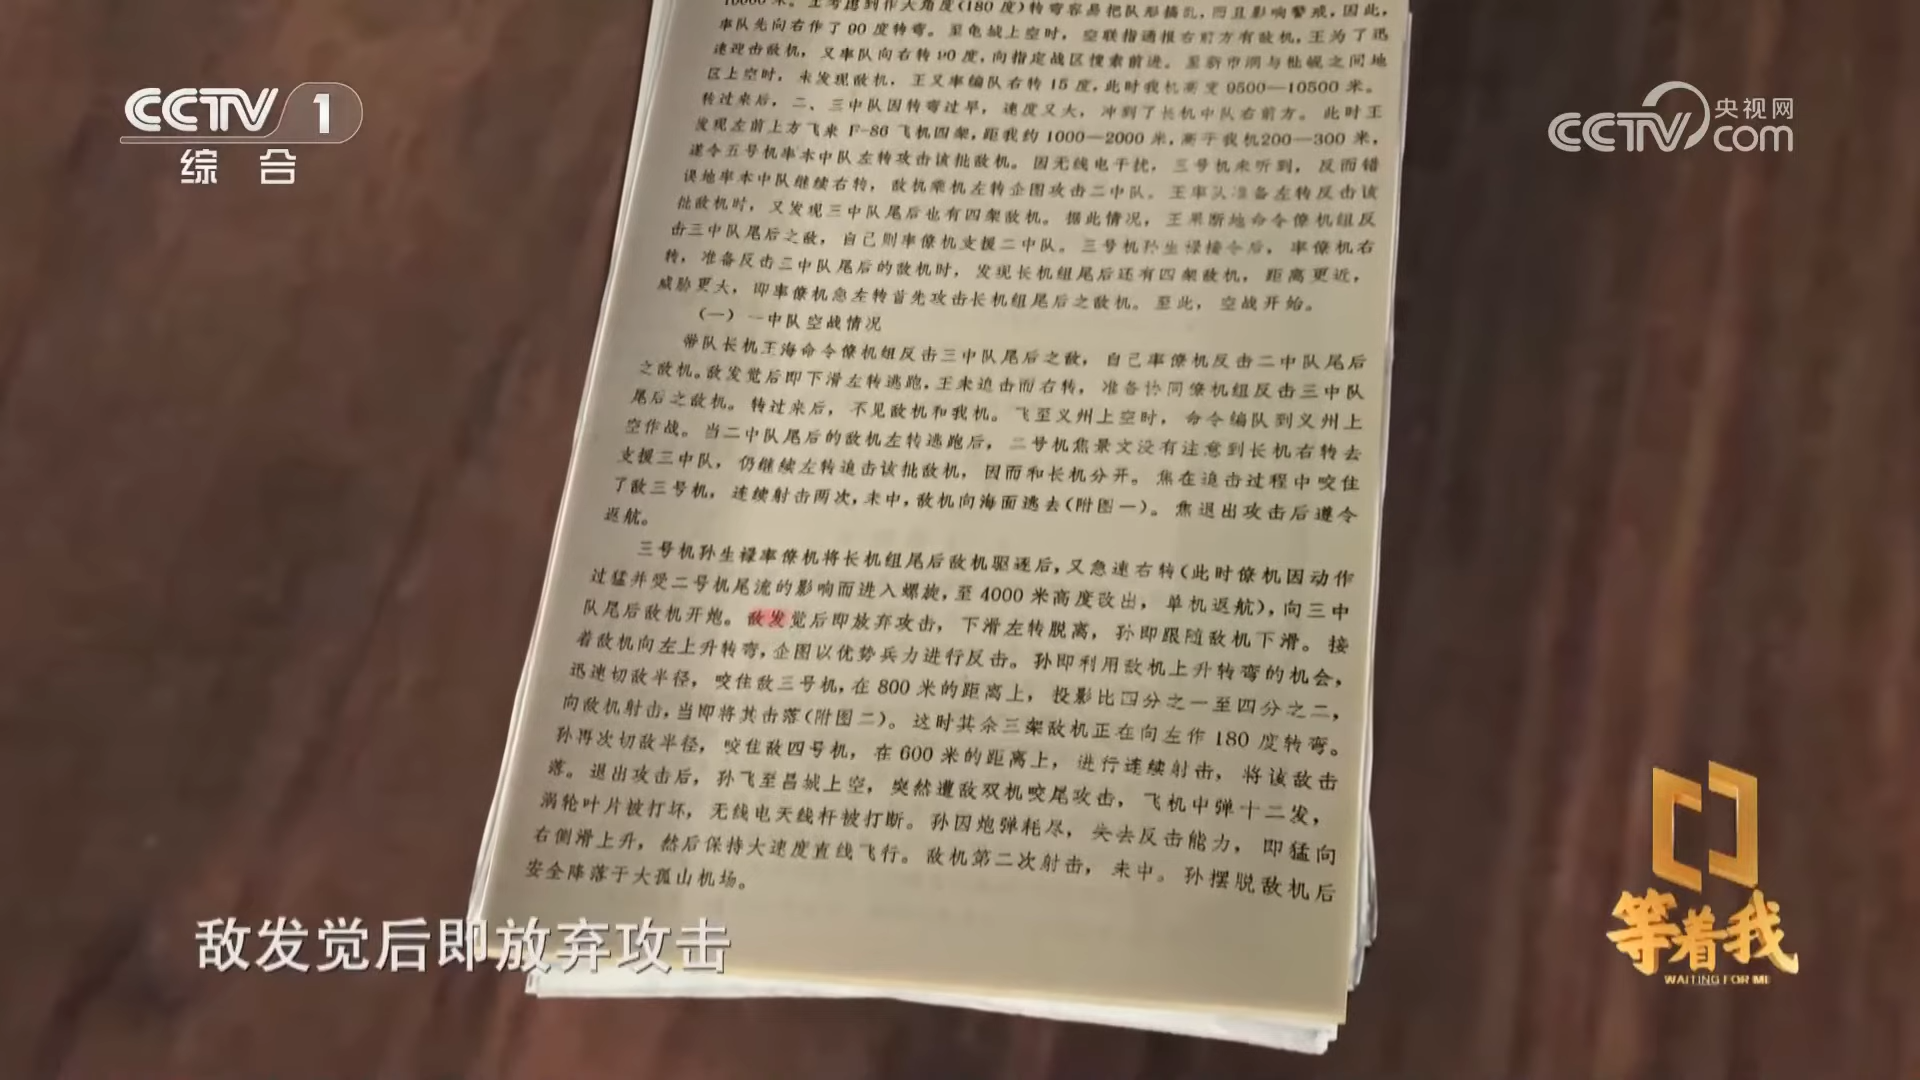 10000米。王考虑到作大角度(180度)转弯容易把队形搞乱,而且影响警戒,因此,
率队先向右作了90度转弯。至龟城上空时,空联指通报右前方有敌机,王为了迅
速迎击敌机,又率队向右转90度,向指定战区搜索前进。至新市洞与枇岘之间地
区上空时,未发现敌机,王又率编队右转15度,此时我机高度9500—10500米。
转过来后,二、三中队因转弯过早,速度又大,冲到了长机中队右前方。此时王
发现左前上方飞来F-86飞机四架,距我约1000—2000米,高于我机200—300米,
遂令五号机率本中队左转攻击该批敌机。因无线电干扰,三号机未听到,反而错
误地率本中队继续右转,敌机乘机左转企图攻击二中队。王率队准备左转反击该
批敌机时,又发现三中队尾后也有四架敌机。据此情况,王果断地命令僚机组反
击三中队尾后之敌,自己则率僚机支援二中队。三号机孙生禄接令后,率僚机右
转,准备反击二中队尾后的敌机时,发现长机组尾后还有四架敌机,距离更近,
威胁更大,即率僚机急左转首先攻击长机组尾后之敌机。至此,空战开始。
(一)一中队空战情况
带队长机王海命令僚机组反击三中队尾后之敌,自己率僚机反击二中队尾后
之敌机。敌发觉后即下滑左转逃跑,王未追击而右转,准备协同僚机组反击三中队
尾后之敌机。转过来后,不见敌机和我机。飞至义州上空时,命令编队到义州上
空作战。当二中队尾后的敌机左转逃跑后,二号机焦景文没有注意到长机右转去
支援三中队,仍继续左转追击该批敌机,因而和长机分开。焦在追击过程中咬住
了敌三号机,连续射击两次,未中,敌机向海面逃去(附图一)。焦退出攻击后遵令
返航。
三号机孙生禄率僚机将长机组尾后敌机驱逐后,又急速右转(此时僚机因动作
过猛并受二号机尾流的影响而进入螺旋,至4000米高度改出,单机返航),向三中
队尾后敌机开炮。敌发觉后即放弃攻击,下滑左转脱离,孙即跟随敌机下滑。接
着敌机向左上升转弯,企图以优势兵力进行反击。孙即利用敌机上升转弯的机会,
迅速切敌半径,咬住敌三号机,在800米的距离上,投影比四分之一至四分之二,
向敌机射击,当即将其击落(附图二)。这时其余三架敌机正在向左作180度转弯。
孙再次切敌半径,咬住敌四号机,在600米的距离上,进行连续射击,将该敌击
落。退出攻击后,孙飞至昌城上空,突然遭敌双机咬尾攻击,飞机中弹十二发,
涡轮叶片被打坏,无线电天线杆被打断。孙因炮弹耗尽,失去反击能力,即猛向
右侧滑上升,然后保持大速度直线飞行。敌机第二次射击,未中。孙摆脱敌机后
安全降落于大孤山机场。
CCTV 1
综合
CCTV 央视网
com
敌发觉后即放弃攻击
等着我
WAITING FOR ME